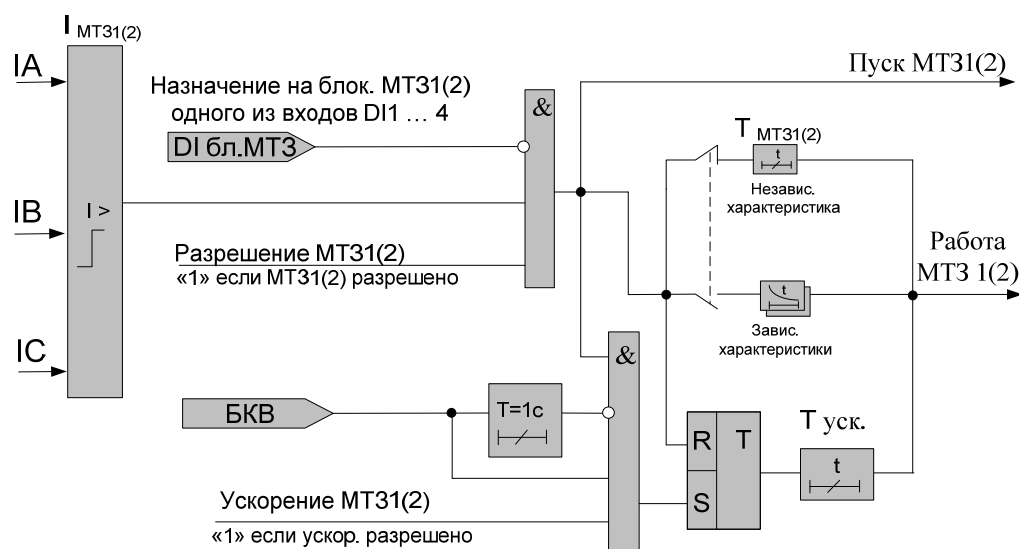 I МТЗ1(2)
IA
IB
IC
I >
Назначение на блок. МТЗ1(2)
одного из входов DI1 … 4
DI бл.МТЗ
Разрешение МТЗ1(2)
«1» если МТЗ1(2) разрешено
&
Пуск МТЗ1(2)
Т МТЗ1(2)
t
Независ.
характеристика
Работа
МТЗ 1(2)
t
Завис.
характеристики
&
БКВ
T=1c
Ускорение МТЗ1(2)
«1» если ускор. разрешено
R
T
S
Т уск.
t